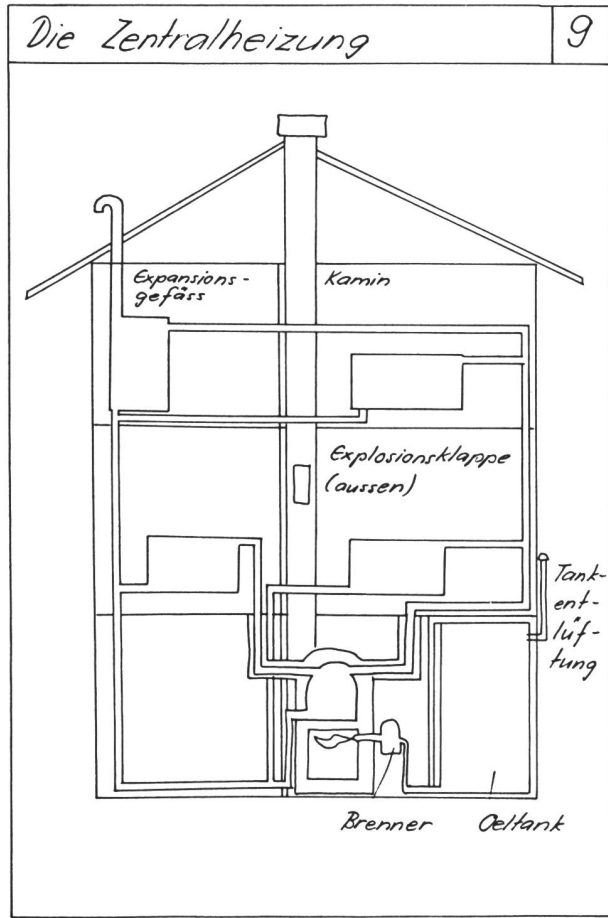 Die Zentralheizung
9
Expansions-
gefäss
Kamin
Explosionsklappe
(aussen)
Tank-
ent-
lüf-
tung
Brenner
Oeltank